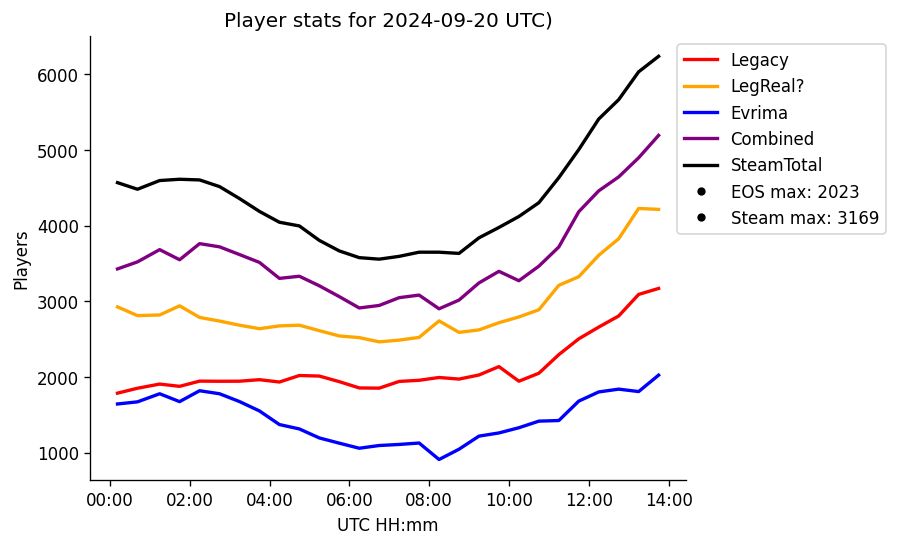 Player stats for 2024-09-20 UTC)
Legacy
LegReal?
Evrima
Combined
SteamTotal
EOS max: 2023
Steam max: 3169
Players
6000
5000
4000
3000
2000
1000
00:00 02:00 04:00 06:00 08:00 10:00 12:00 14:00
UTC HH:mm